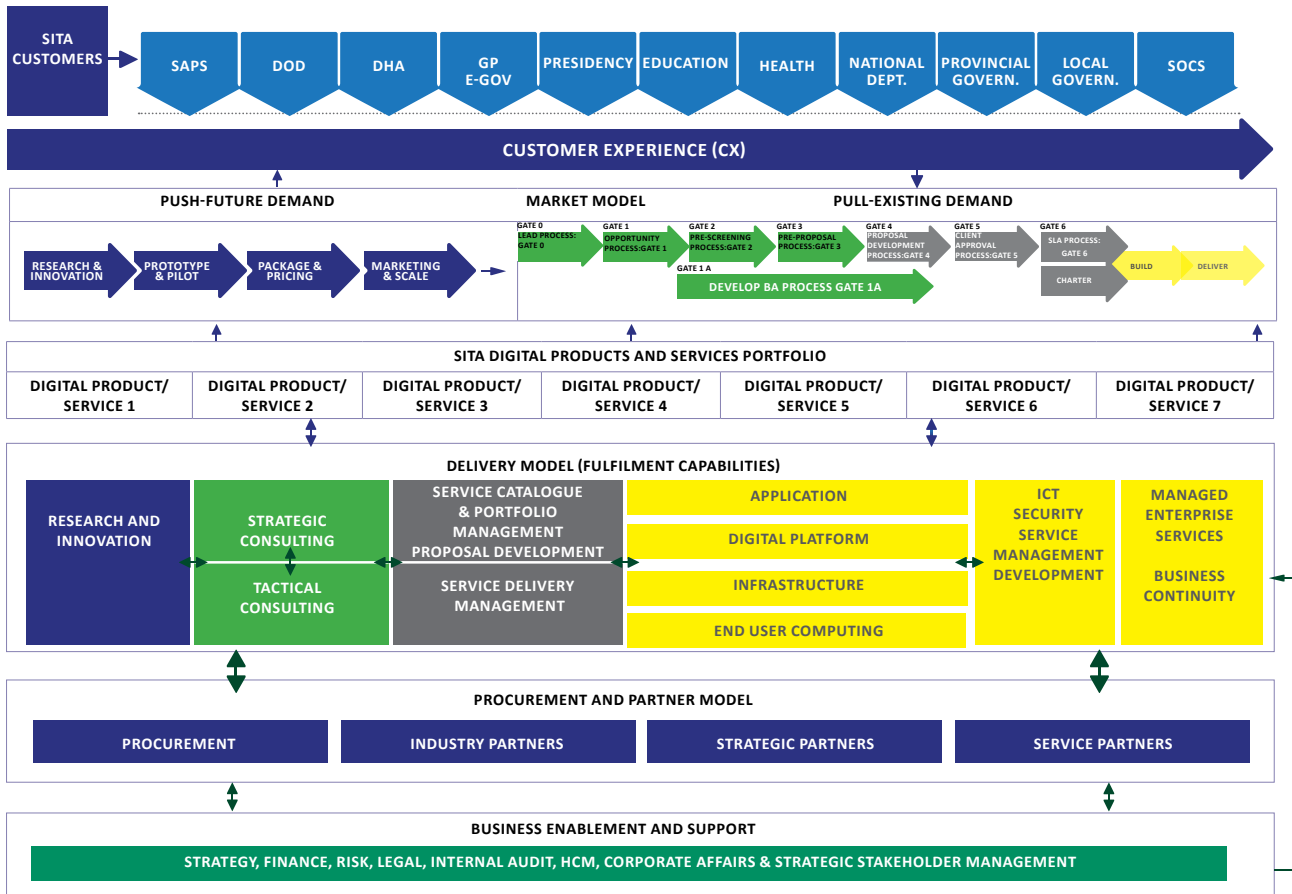 SITA
CUSTOMERS
SAPS
DOD
DHA
GP
E-GOV
PRESIDENCY
EDUCATION
HEALTH
NATIONAL
DEPT.
PROVINCIAL
GOVERN.
LOCAL
GOVERN.
SOCS
CUSTOMER EXPERIENCE (CX)
PUSH-FUTURE DEMAND
MARKET MODEL
PULL-EXISTING DEMAND
RESEARCH &
INNOVATION
PROTOTYPE
& PILOT
PACKAGE &
PRICING
MARKETING
& SCALE
GATE 0
LEAD PROCESS:
GATE 0
GATE 1
OPPORTUNITY
PROCESS:GATE 1
GATE 2
PRE-SCREENING
PROCESS:GATE 2
GATE 3
PRE-PROPOSAL
PROCESS:GATE 3
GATE 4
PROPOSAL
DEVELOPMENT
PROCESS:GATE 4
GATE 5
CLIENT
APPROVAL
PROCESS:GATE 5
GATE 6
SLA PROCESS:
GATE 6
CHARTER
BUILD
DELIVER
GATE 1 A
DEVELOP BA PROCESS GATE 1A
SITA DIGITAL PRODUCTS AND SERVICES PORTFOLIO
DIGITAL PRODUCT/
SERVICE 1
DIGITAL PRODUCT/
SERVICE 2
DIGITAL PRODUCT/
SERVICE 3
DIGITAL PRODUCT/
SERVICE 4
DIGITAL PRODUCT/
SERVICE 5
DIGITAL PRODUCT/
SERVICE 6
DIGITAL PRODUCT/
SERVICE 7
DELIVERY MODEL (FULFILMENT CAPABILITIES)
RESEARCH AND
INNOVATION
STRATEGIC
CONSULTING
TACTICAL
CONSULTING
SERVICE CATALOGUE
& PORTFOLIO
MANAGEMENT
PROPOSAL DEVELOPMENT
SERVICE DELIVERY
MANAGEMENT
APPLICATION
DIGITAL PLATFORM
INFRASTRUCTURE
END USER COMPUTING
ICT
SECURITY
SERVICE
MANAGEMENT
DEVELOPMENT
MANAGED
ENTERPRISE
SERVICES
BUSINESS
CONTINUITY
PROCUREMENT AND PARTNER MODEL
PROCUREMENT
INDUSTRY PARTNERS
STRATEGIC PARTNERS
SERVICE PARTNERS
BUSINESS ENABLEMENT AND SUPPORT
STRATEGY, FINANCE, RISK, LEGAL, INTERNAL AUDIT, HCM, CORPORATE AFFAIRS & STRATEGIC STAKEHOLDER MANAGEMENT